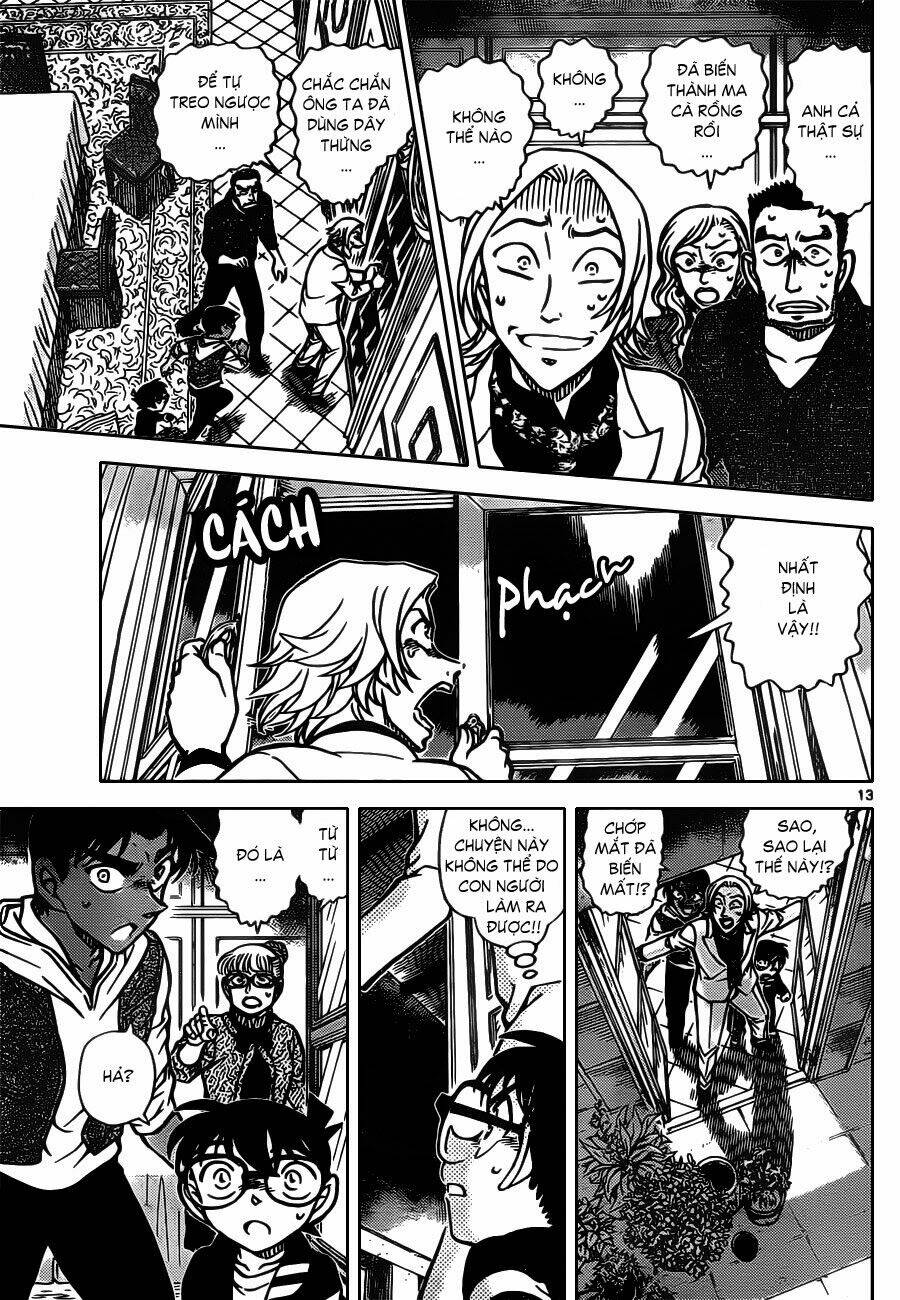 ANH CẢ
THẬT SỰ
...
ĐÃ BIẾN
THÀNH MA
CÀ RỒNG
RỒI
...
KHÔNG
...
KHÔNG
THỂ NÀO
...
CHẮC CHẮN
ÔNG TA ĐÃ
DÙNG DÂY
THỪNG
...
ĐỂ TỰ
TREO NGƯỢC
MÌNH
...
NHẤT
ĐỊNH
LÀ
VẬY!!
CÁCH
Phạch
13
SAO,
SAO LẠI
THẾ NÀY!?
CHỚP
MẮT ĐÃ
BIẾN
MẤT!?
KHÔNG...
CHUYỆN NÀY
KHÔNG THỂ DO
CON NGƯỜI
LÀM RA
ĐƯỢC!!
TỪ
TỪ
ĐÓ LÀ
...
HẢ?